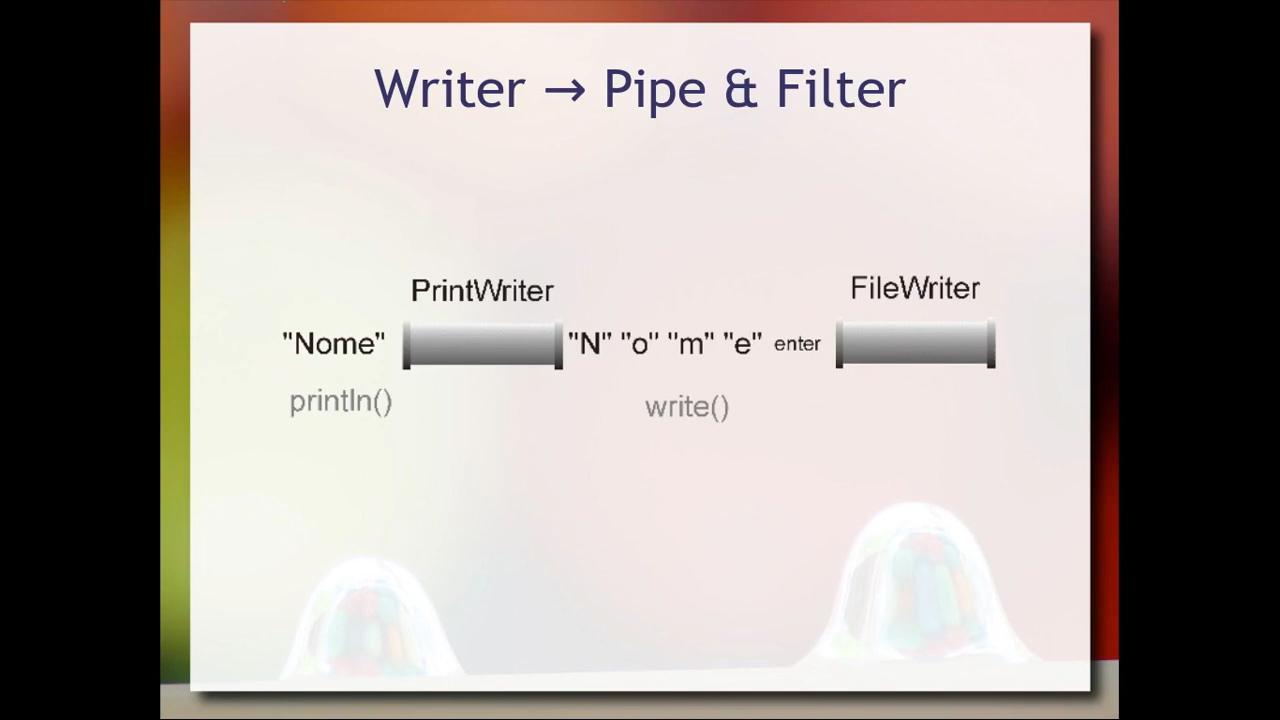 Writer → Pipe & Filter
PrintWriter
FileWriter
"Nome" "N" "o" "m" "e" enter
println()
write()